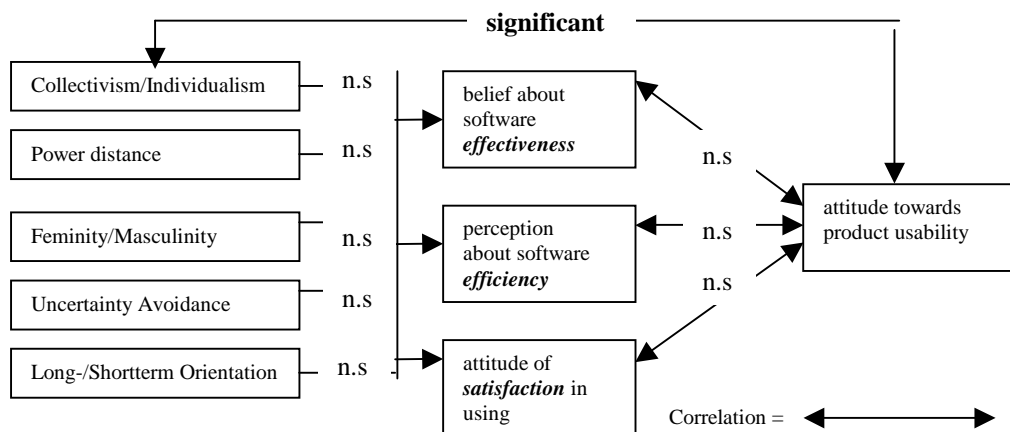 significant
Collectivism/Individualism
n.s
Power distance
n.s
Feminity/Masculinity
n.s
Uncertainty Avoidance
n.s
Long-/Shortterm Orientation
n.s
belief about
software
effectiveness
perception
about software
efficiency
attitude of
satisfaction in
using
n.s
n.s
n.s
attitude towards
product usability
Correlation =